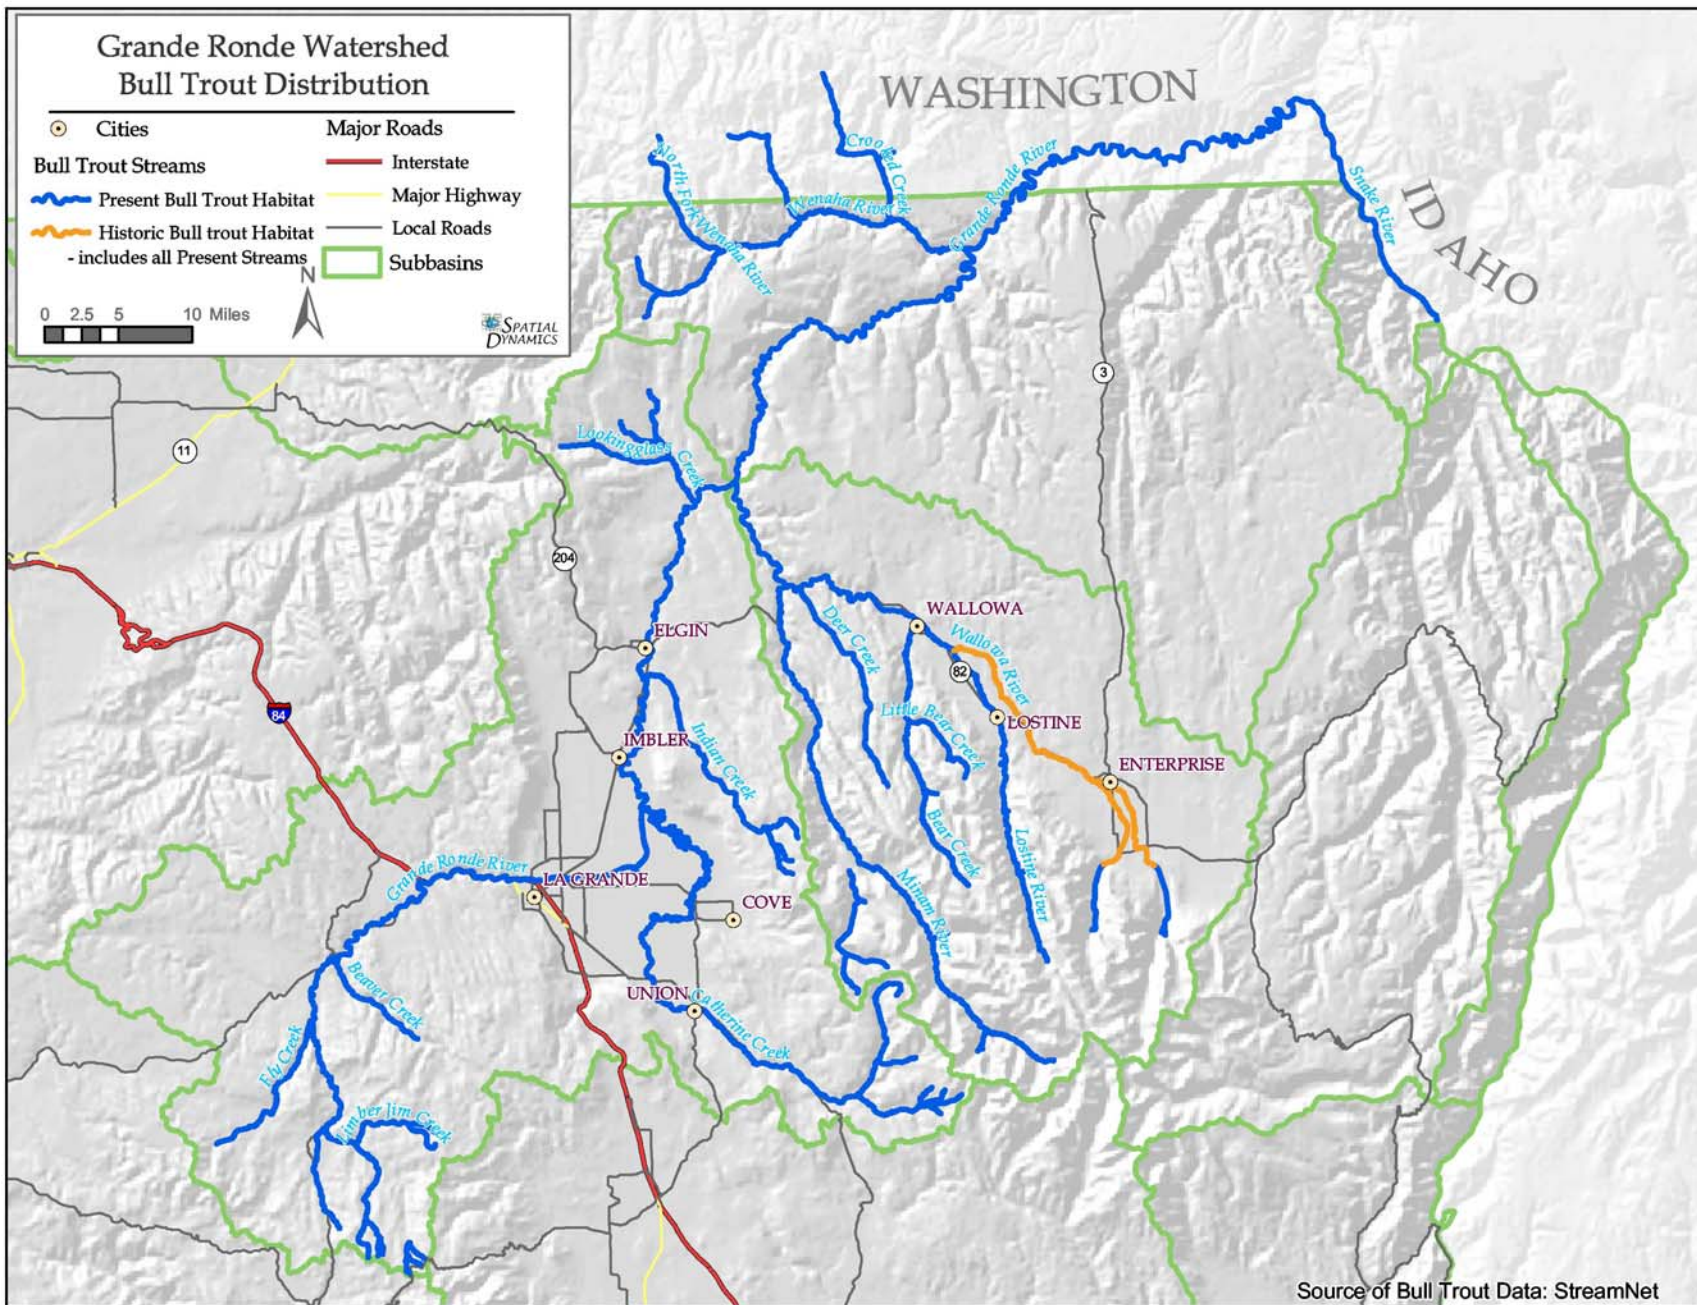 Grande Ronde Watershed
Bull Trout Distribution
Cities
Major Roads
Bull Trout Streams
Interstate
Present Bull Trout Habitat
Major Highway
Historic Bull trout Habitat
Local Roads
- includes all Present Streams
Subbasins
N
0 2.5 5 10 Miles
SPATIAL
DYNAMICS
WASHINGTON
IDAHO
North Fork Wenaha River
Crooked Creek
Wenaha River
Grande Ronde River
Snake River
3
11
Lookingglass Creek
204
84
ELGIN
WALLOWA
Wallowa River
82
Deer Creek
LOSTINE
Little Bear Creek
IMBLER
Indian Creek
ENTERPRISE
Bear Creek
Lostine River
Minam River
Grande Ronde River
LA GRANDE
COVE
UNION
Catherine Creek
Beaver Creek
Fly Creek
Limber Jim Creek
Source of Bull Trout Data: StreamNet